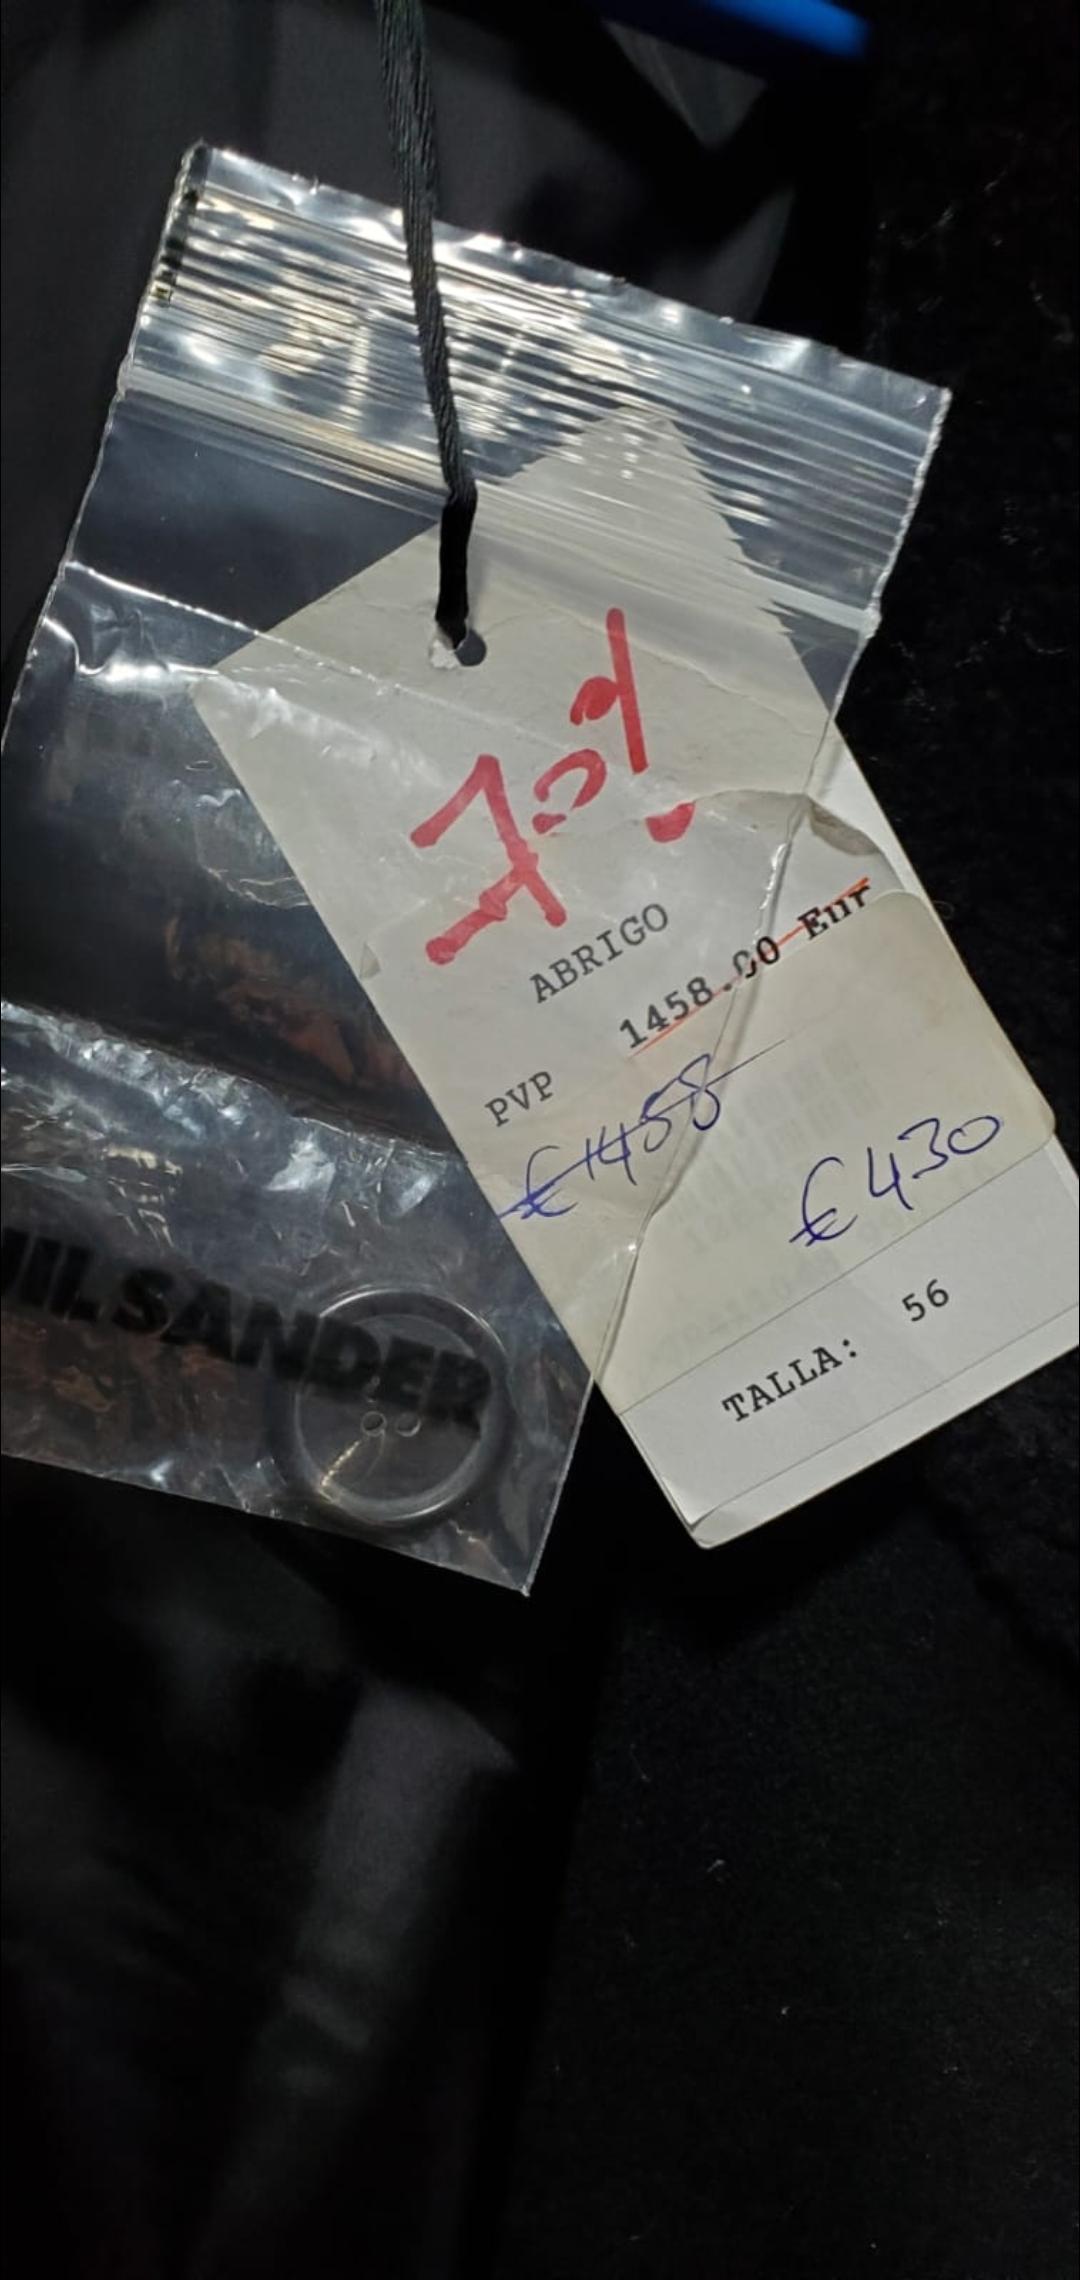 70%
ABRIGO
PVP 1458.00 Eur
€1458
€430
TALLA: 56
JIL SANDER